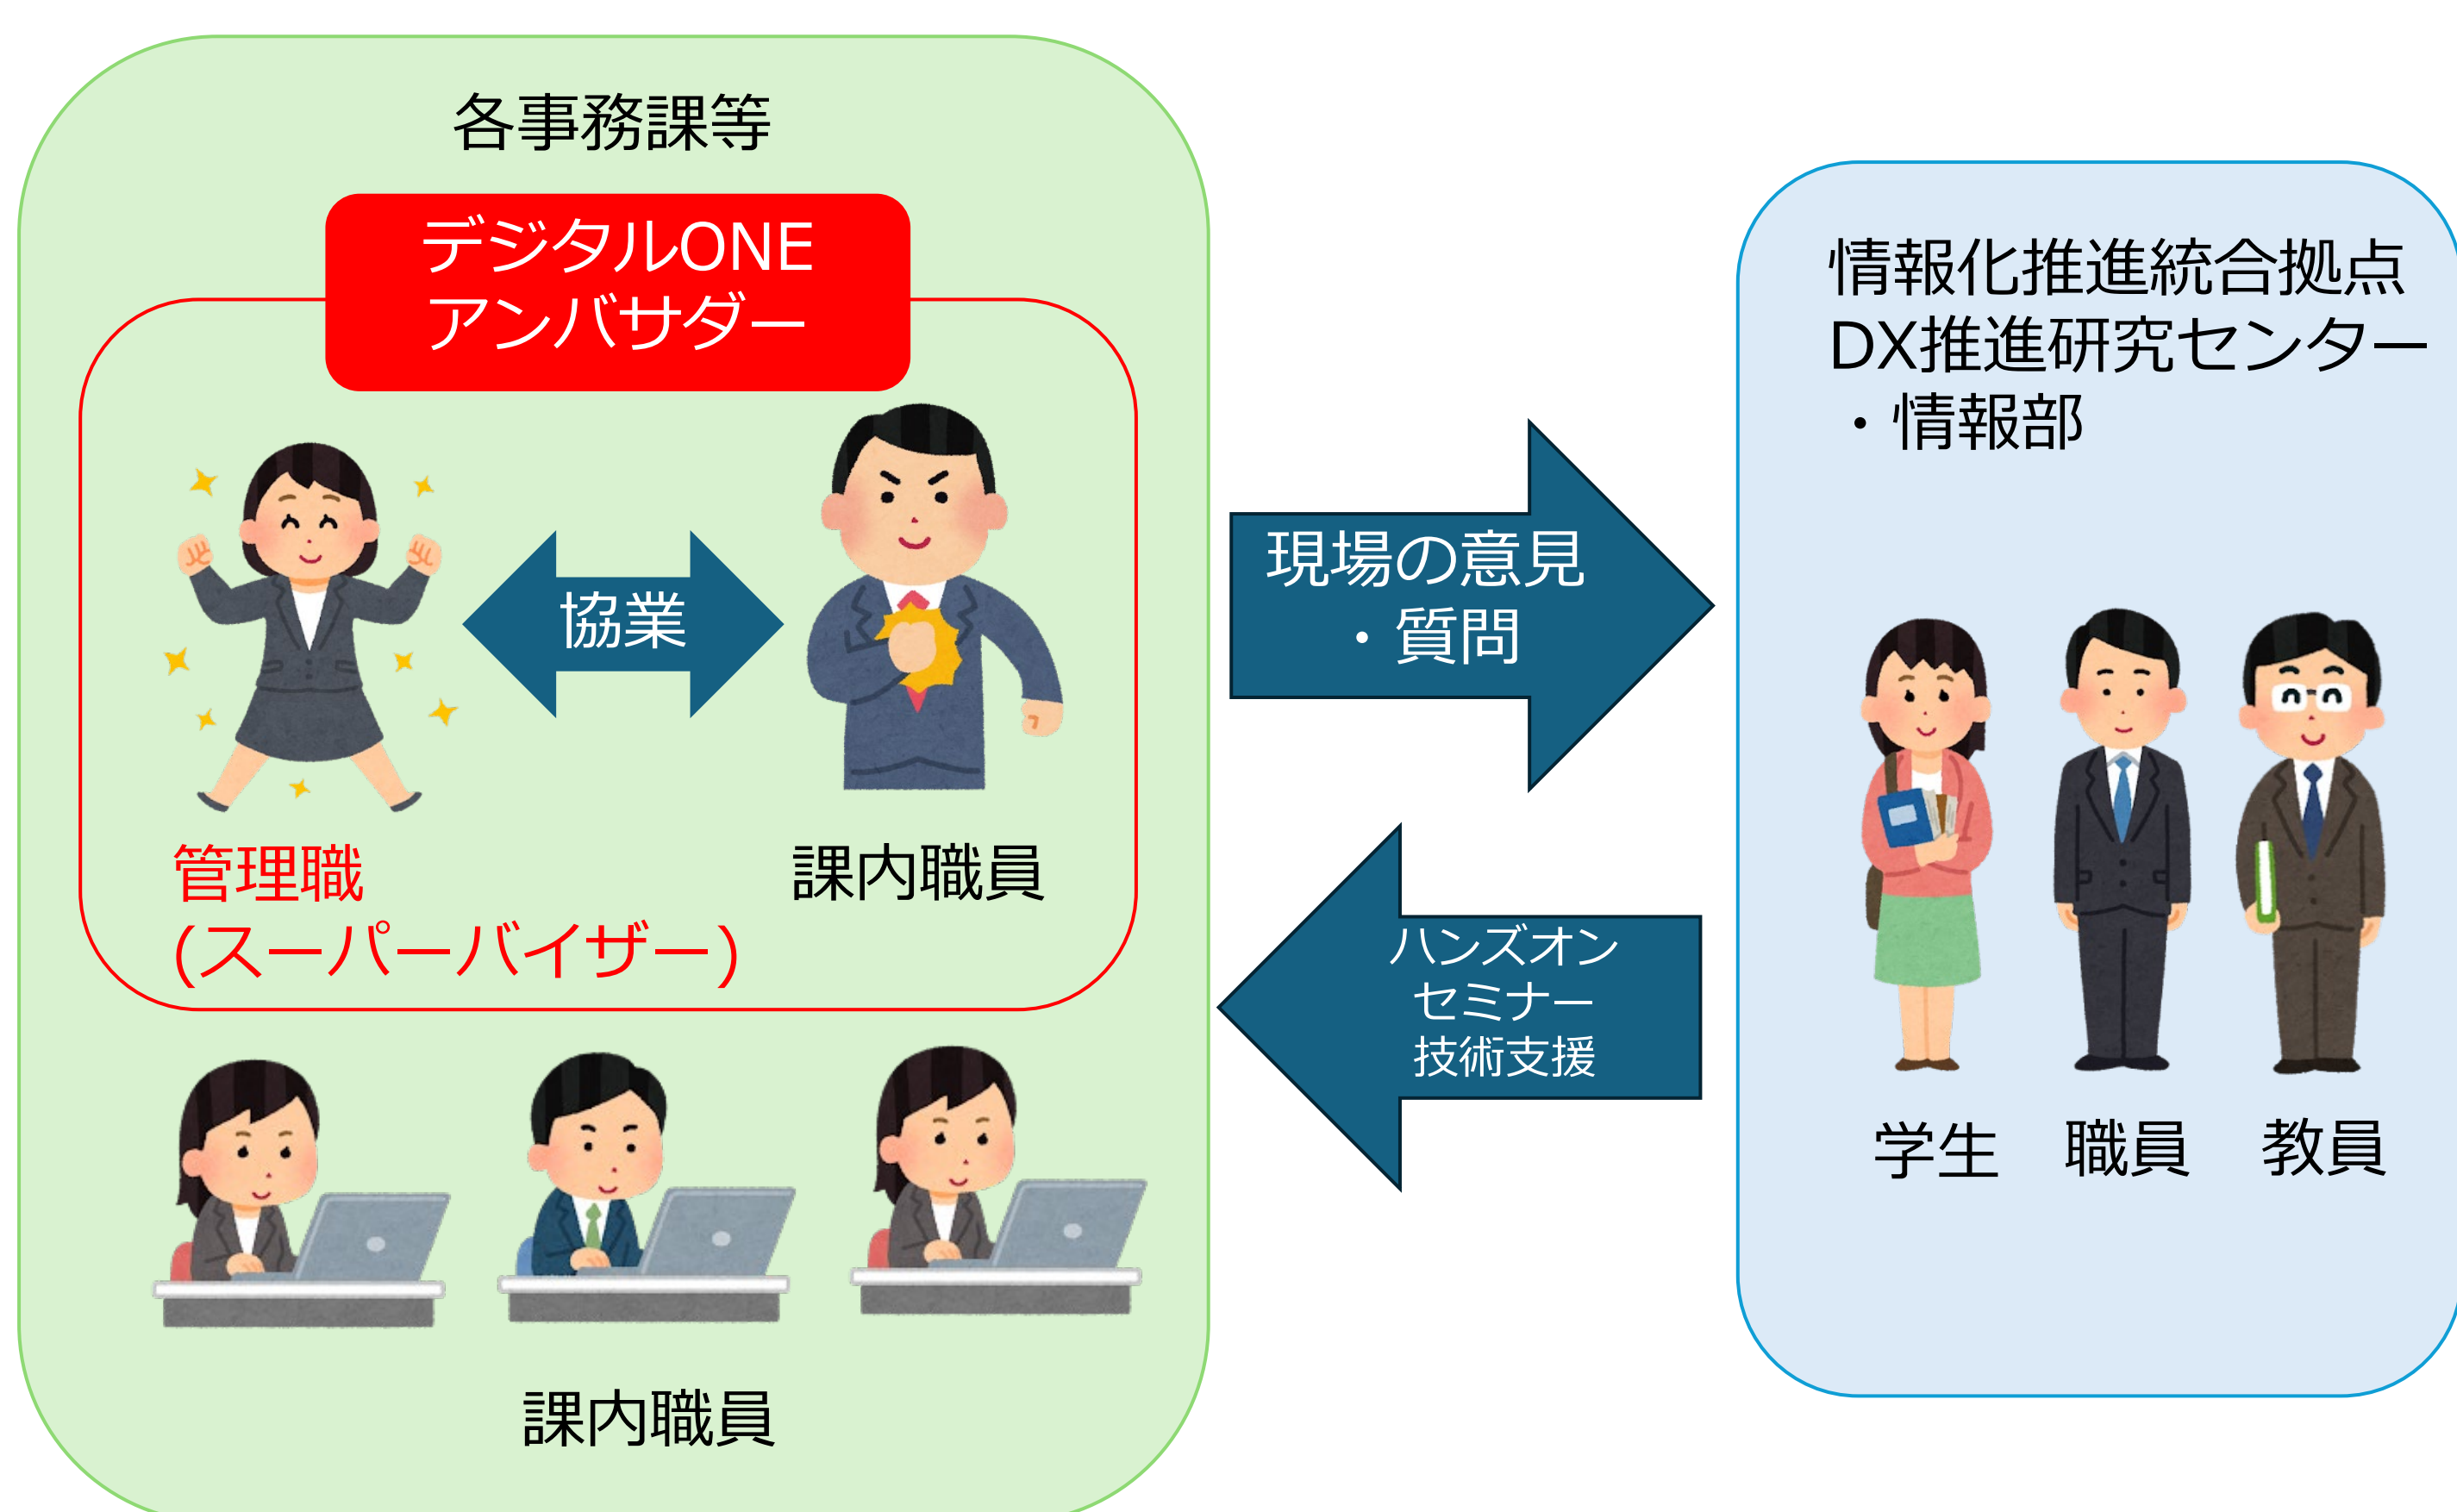 各事務課等
デジタルONE
アンバサダー
協業
管理職
(スーパーバイザー)
課内職員
課内職員
現場の意見
・質問
ハンズオン
セミナー
技術支援
情報化推進統合拠点
DX推進研究センター
・情報部
学生
職員
教員